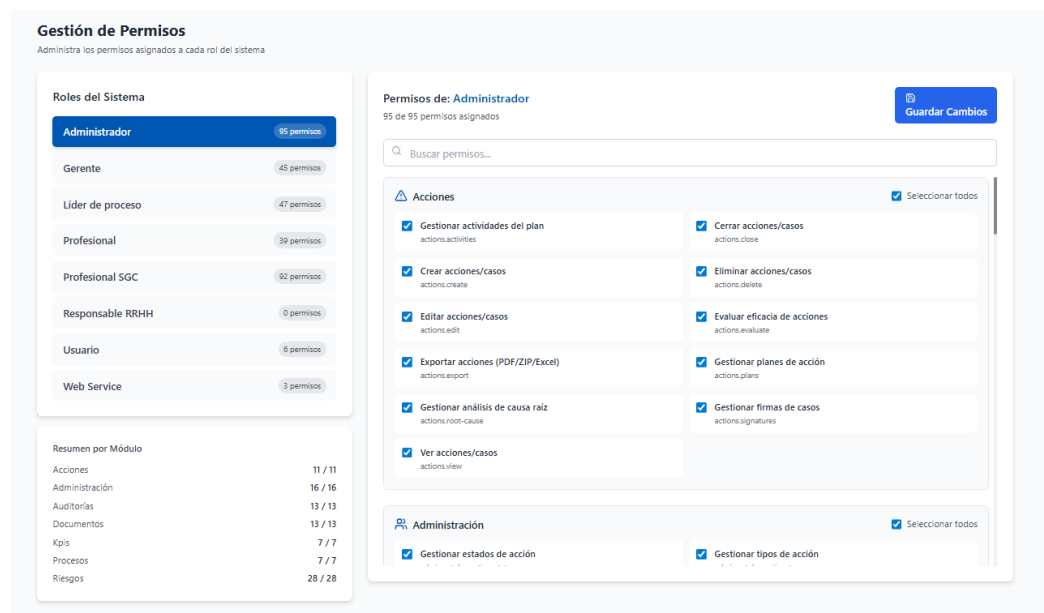 Gestión de Permisos
Administra los permisos asignados a cada rol del sistema
Roles del Sistema
Administrador 95 permisos
Gerente 45 permisos
Líder de proceso 47 permisos
Profesional 39 permisos
Profesional SGC 92 permisos
Responsable RRHH 0 permisos
Usuario 6 permisos
Web Service 3 permisos
Resumen por Módulo
Acciones 11 / 11
Administración 16 / 16
Auditorías 13 / 13
Documentos 13 / 13
Kpis 7 / 7
Procesos 7 / 7
Riesgos 28 / 28
Permisos de: Administrador
95 de 95 permisos asignados
Guardar Cambios
Buscar permisos...
Acciones Seleccionar todos
Gestionar actividades del plan
actions.activities
Cerrar acciones/casos
actions.close
Crear acciones/casos
actions.create
Eliminar acciones/casos
actions.delete
Editar acciones/casos
actions.edit
Evaluar eficacia de acciones
actions.evaluate
Exportar acciones (PDF/ZIP/Excel)
actions.export
Gestionar planes de acción
actions.plans
Gestionar análisis de causa raíz
actions.root-cause
Gestionar firmas de casos
actions.signatures
Ver acciones/casos
actions.view
Administración Seleccionar todos
Gestionar estados de acción
Gestionar tipos de acción